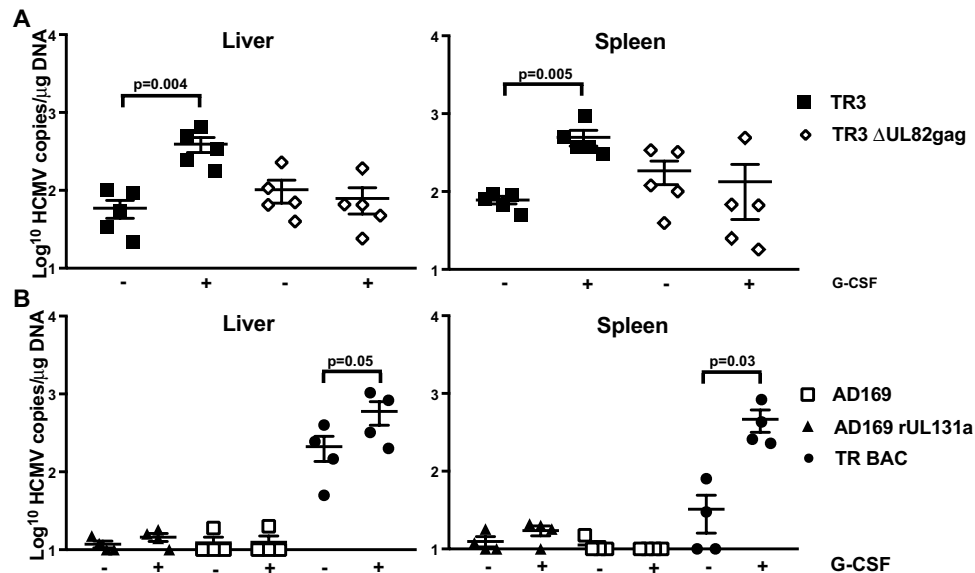 A
Liver
Spleen
Log10 HCMV copies/μg DNA
4
3
2
1
p=0.004
- + - +
4
3
2
1
p=0.005
- + - +
G-CSF
TR3
TR3 ΔUL82gag
B
Liver
Spleen
Log10 HCMV copies/μg DNA
4
3
2
1
p=0.05
- + - + - +
4
3
2
1
p=0.03
- + - + - +
G-CSF
AD169
AD169 rUL131a
TR BAC